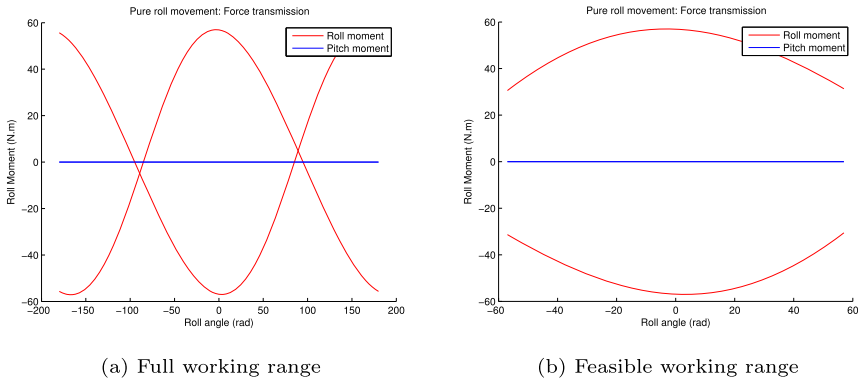 Pure roll movement: Force transmission
60
40
20
0
−20
−40
−60
Roll Moment (N.m)
Roll moment
Pitch moment
−200
−150
−100
−50
0
50
100
150
200
Roll angle (rad)
(a) Full working range
Pure roll movement: Force transmission
60
40
20
0
−20
−40
−60
Roll Moment (N.m)
Roll moment
Pitch moment
−60
−40
−20
0
20
40
60
Roll angle (rad)
(b) Feasible working range